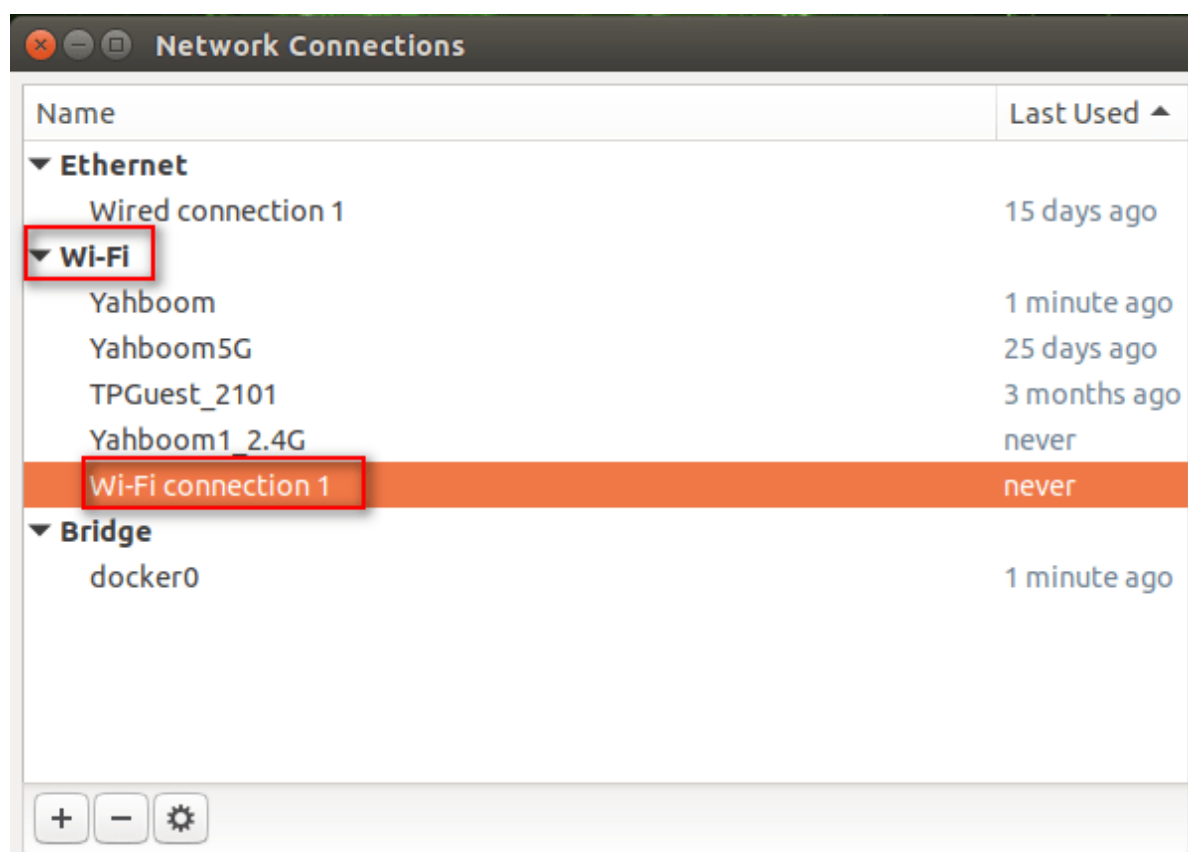 Network Connections
Name Last Used
Ethernet
Wired connection 1 15 days ago
Wi-Fi
Yahboom 1 minute ago
Yahboom5G 25 days ago
TPGuest_2101 3 months ago
Yahboom1_2.4G never
Wi-Fi connection 1 never
Bridge
docker0 1 minute ago